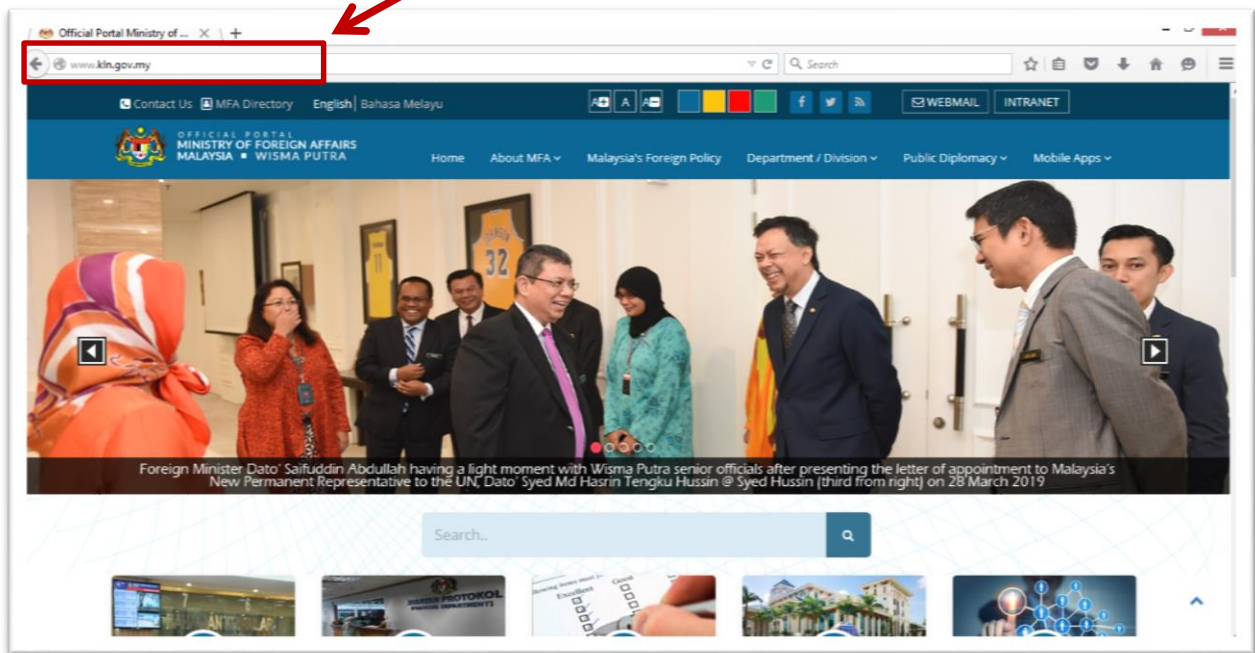 Official Portal Ministry of ...
www.kln.gov.my
Search
Contact Us MFA Directory English Bahasa Melayu
A A A
WEBMAIL INTRANET
OFFICIAL PORTAL
MINISTRY OF FOREIGN AFFAIRS
MALAYSIA ▪ WISMA PUTRA
Home About MFA Malaysia's Foreign Policy Department / Division Public Diplomacy Mobile Apps
11
JOHNSON
32
Foreign Minister Dato' Saifuddin Abdullah having a light moment with Wisma Putra senior officials after presenting the letter of appointment to Malaysia's
New Permanent Representative to the UN, Dato' Syed Md Hasrin Tengku Hussin @ Syed Hussin (third from right) on 28 March 2019
Search..
PROTOKOL
Excellent
Good